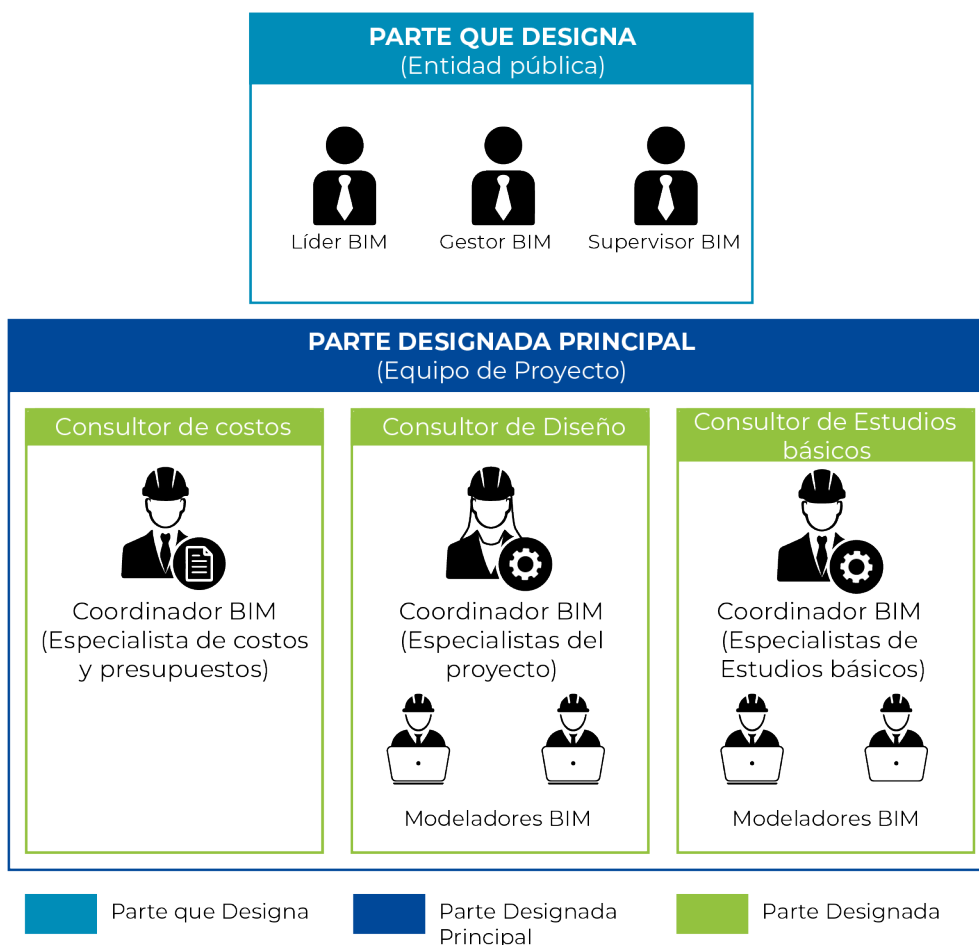 PARTE QUE DESIGNA
(Entidad pública)
Líder BIM
Gestor BIM
Supervisor BIM
PARTE DESIGNADA PRINCIPAL
(Equipo de Proyecto)
Consultor de costos
Coordinador BIM
(Especialista de costos
y presupuestos)
Consultor de Diseño
Coordinador BIM
(Especialistas del
proyecto)
Modeladores BIM
Consultor de Estudios
básicos
Coordinador BIM
(Especialistas de
Estudios básicos)
Modeladores BIM
Parte que Designa
Parte Designada
Principal
Parte Designada